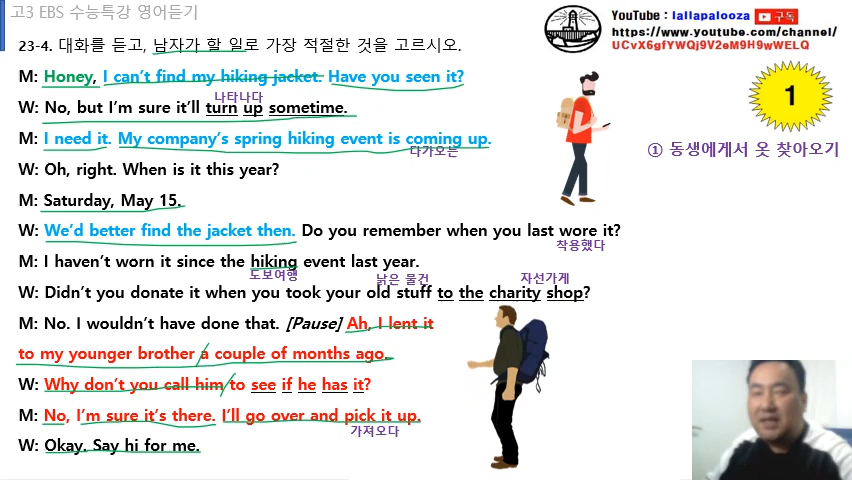 고3 EBS 수능특강 영어듣기
YouTube : lallapalooza 구독
https://www.youtube.com/channel/
UCvX6gfYWQj9V2eM9H9wWELQ
23-4. 대화를 듣고, 남자가 할 일로 가장 적절한 것을 고르시오.
M: Honey, I can't find my hiking jacket. Have you seen it?
나타나다
W: No, but I'm sure it'll turn up sometime.
1
M: I need it. My company's spring hiking event is coming up.
다가오는
① 동생에게서 옷 찾아오기
W: Oh, right. When is it this year?
M: Saturday, May 15.
W: We'd better find the jacket then. Do you remember when you last wore it?
착용했다
M: I haven't worn it since the hiking event last year.
도보여행 낡은 물건 자선가게
W: Didn't you donate it when you took your old stuff to the charity shop?
M: No. I wouldn't have done that. [Pause] Ah, I lent it
to my younger brother a couple of months ago.
W: Why don't you call him to see if he has it?
M: No, I'm sure it's there. I'll go over and pick it up.
가져오다
W: Okay. Say hi for me.